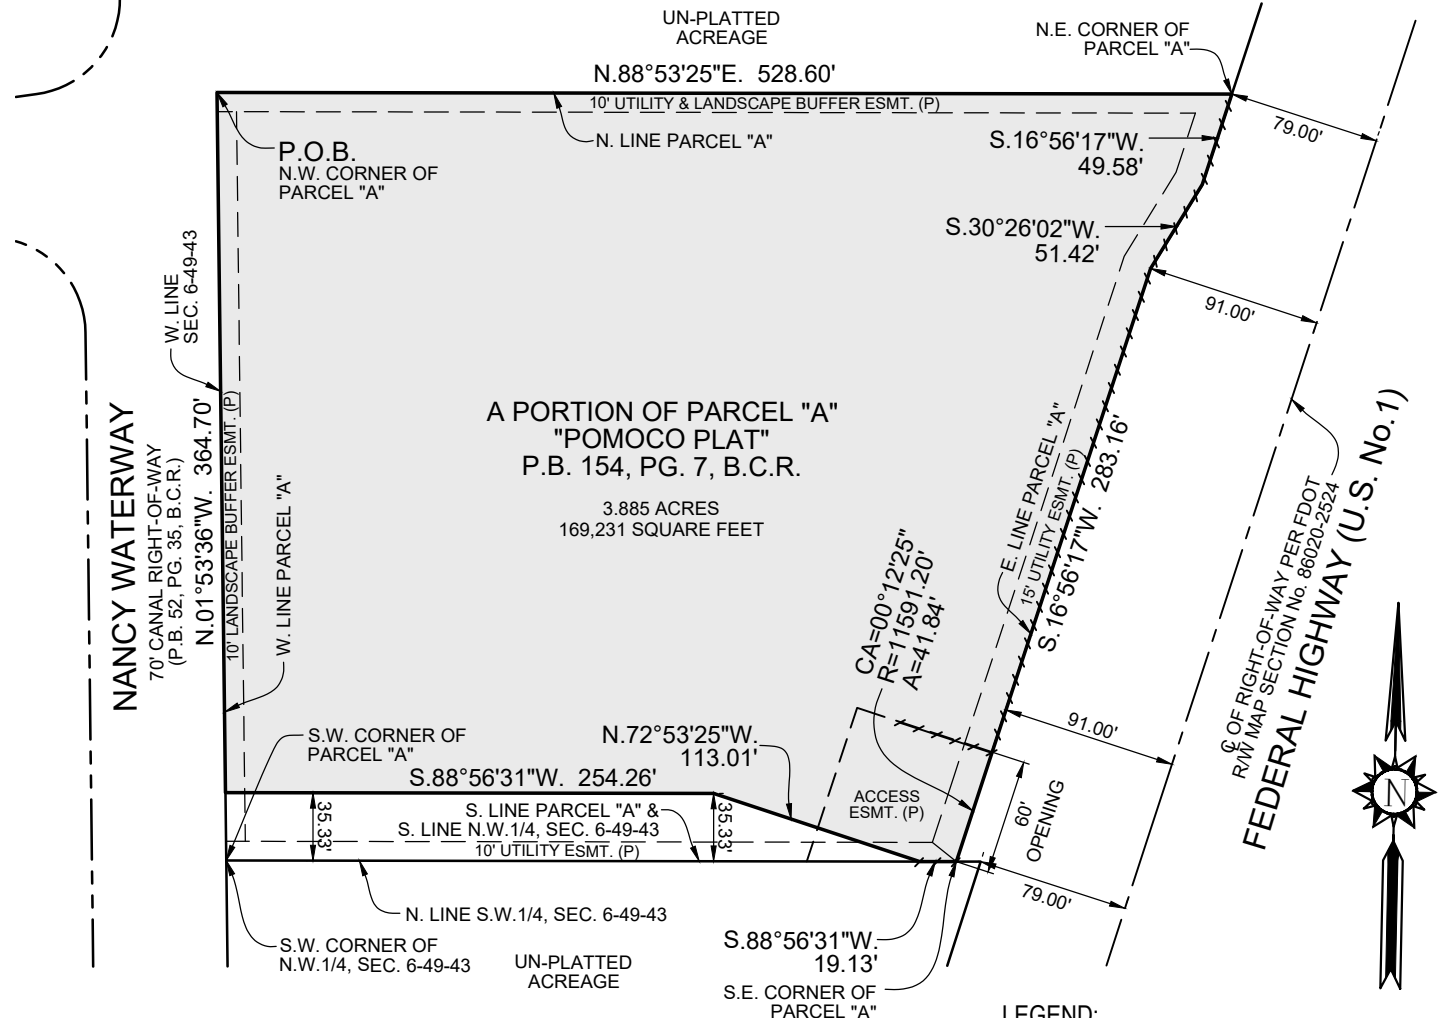 UN-PLATTED
ACREAGE
N.E. CORNER OF
PARCEL "A"
N.88°53'25"E. 528.60'
10' UTILITY & LANDSCAPE BUFFER ESMT. (P)
N. LINE PARCEL "A"
P.O.B.
N.W. CORNER OF
PARCEL "A"
S.16°56'17"W.
49.58'
79.00'
S.30°26'02"W.
51.42'
91.00'
W. LINE
SEC. 6-49-43
NANCY WATERWAY
70' CANAL RIGHT-OF-WAY
(P.B. 52, PG. 35, B.C.R.)
N.01°53'36"W. 364.70'
10' LANDSCAPE BUFFER ESMT. (P)
W. LINE PARCEL "A"
A PORTION OF PARCEL "A"
"POMOCO PLAT"
P.B. 154, PG. 7, B.C.R.
3.885 ACRES
169,231 SQUARE FEET
E. LINE PARCEL "A"
15' UTILITY ESMT. (P)
S.16°56'17"W. 283.16'
CA=00°12'25"
R=11591.20'
A=41.84'
℄ OF RIGHT-OF-WAY PER FDOT
R/W MAP SECTION No. 86020-2524
FEDERAL HIGHWAY (U.S. No.1)
91.00'
S.W. CORNER OF
PARCEL "A"
N.72°53'25"W.
113.01'
S.88°56'31"W. 254.26'
35.33'
S. LINE PARCEL "A" &
S. LINE N.W.1/4, SEC. 6-49-43
10' UTILITY ESMT. (P)
35.33'
ACCESS
ESMT. (P)
60'
OPENING
79.00'
N
N. LINE S.W.1/4, SEC. 6-49-43
S.W. CORNER OF
N.W.1/4, SEC. 6-49-43
UN-PLATTED
ACREAGE
S.88°56'31"W.
19.13'
S.E. CORNER OF
PARCEL "A"
LEGEND: